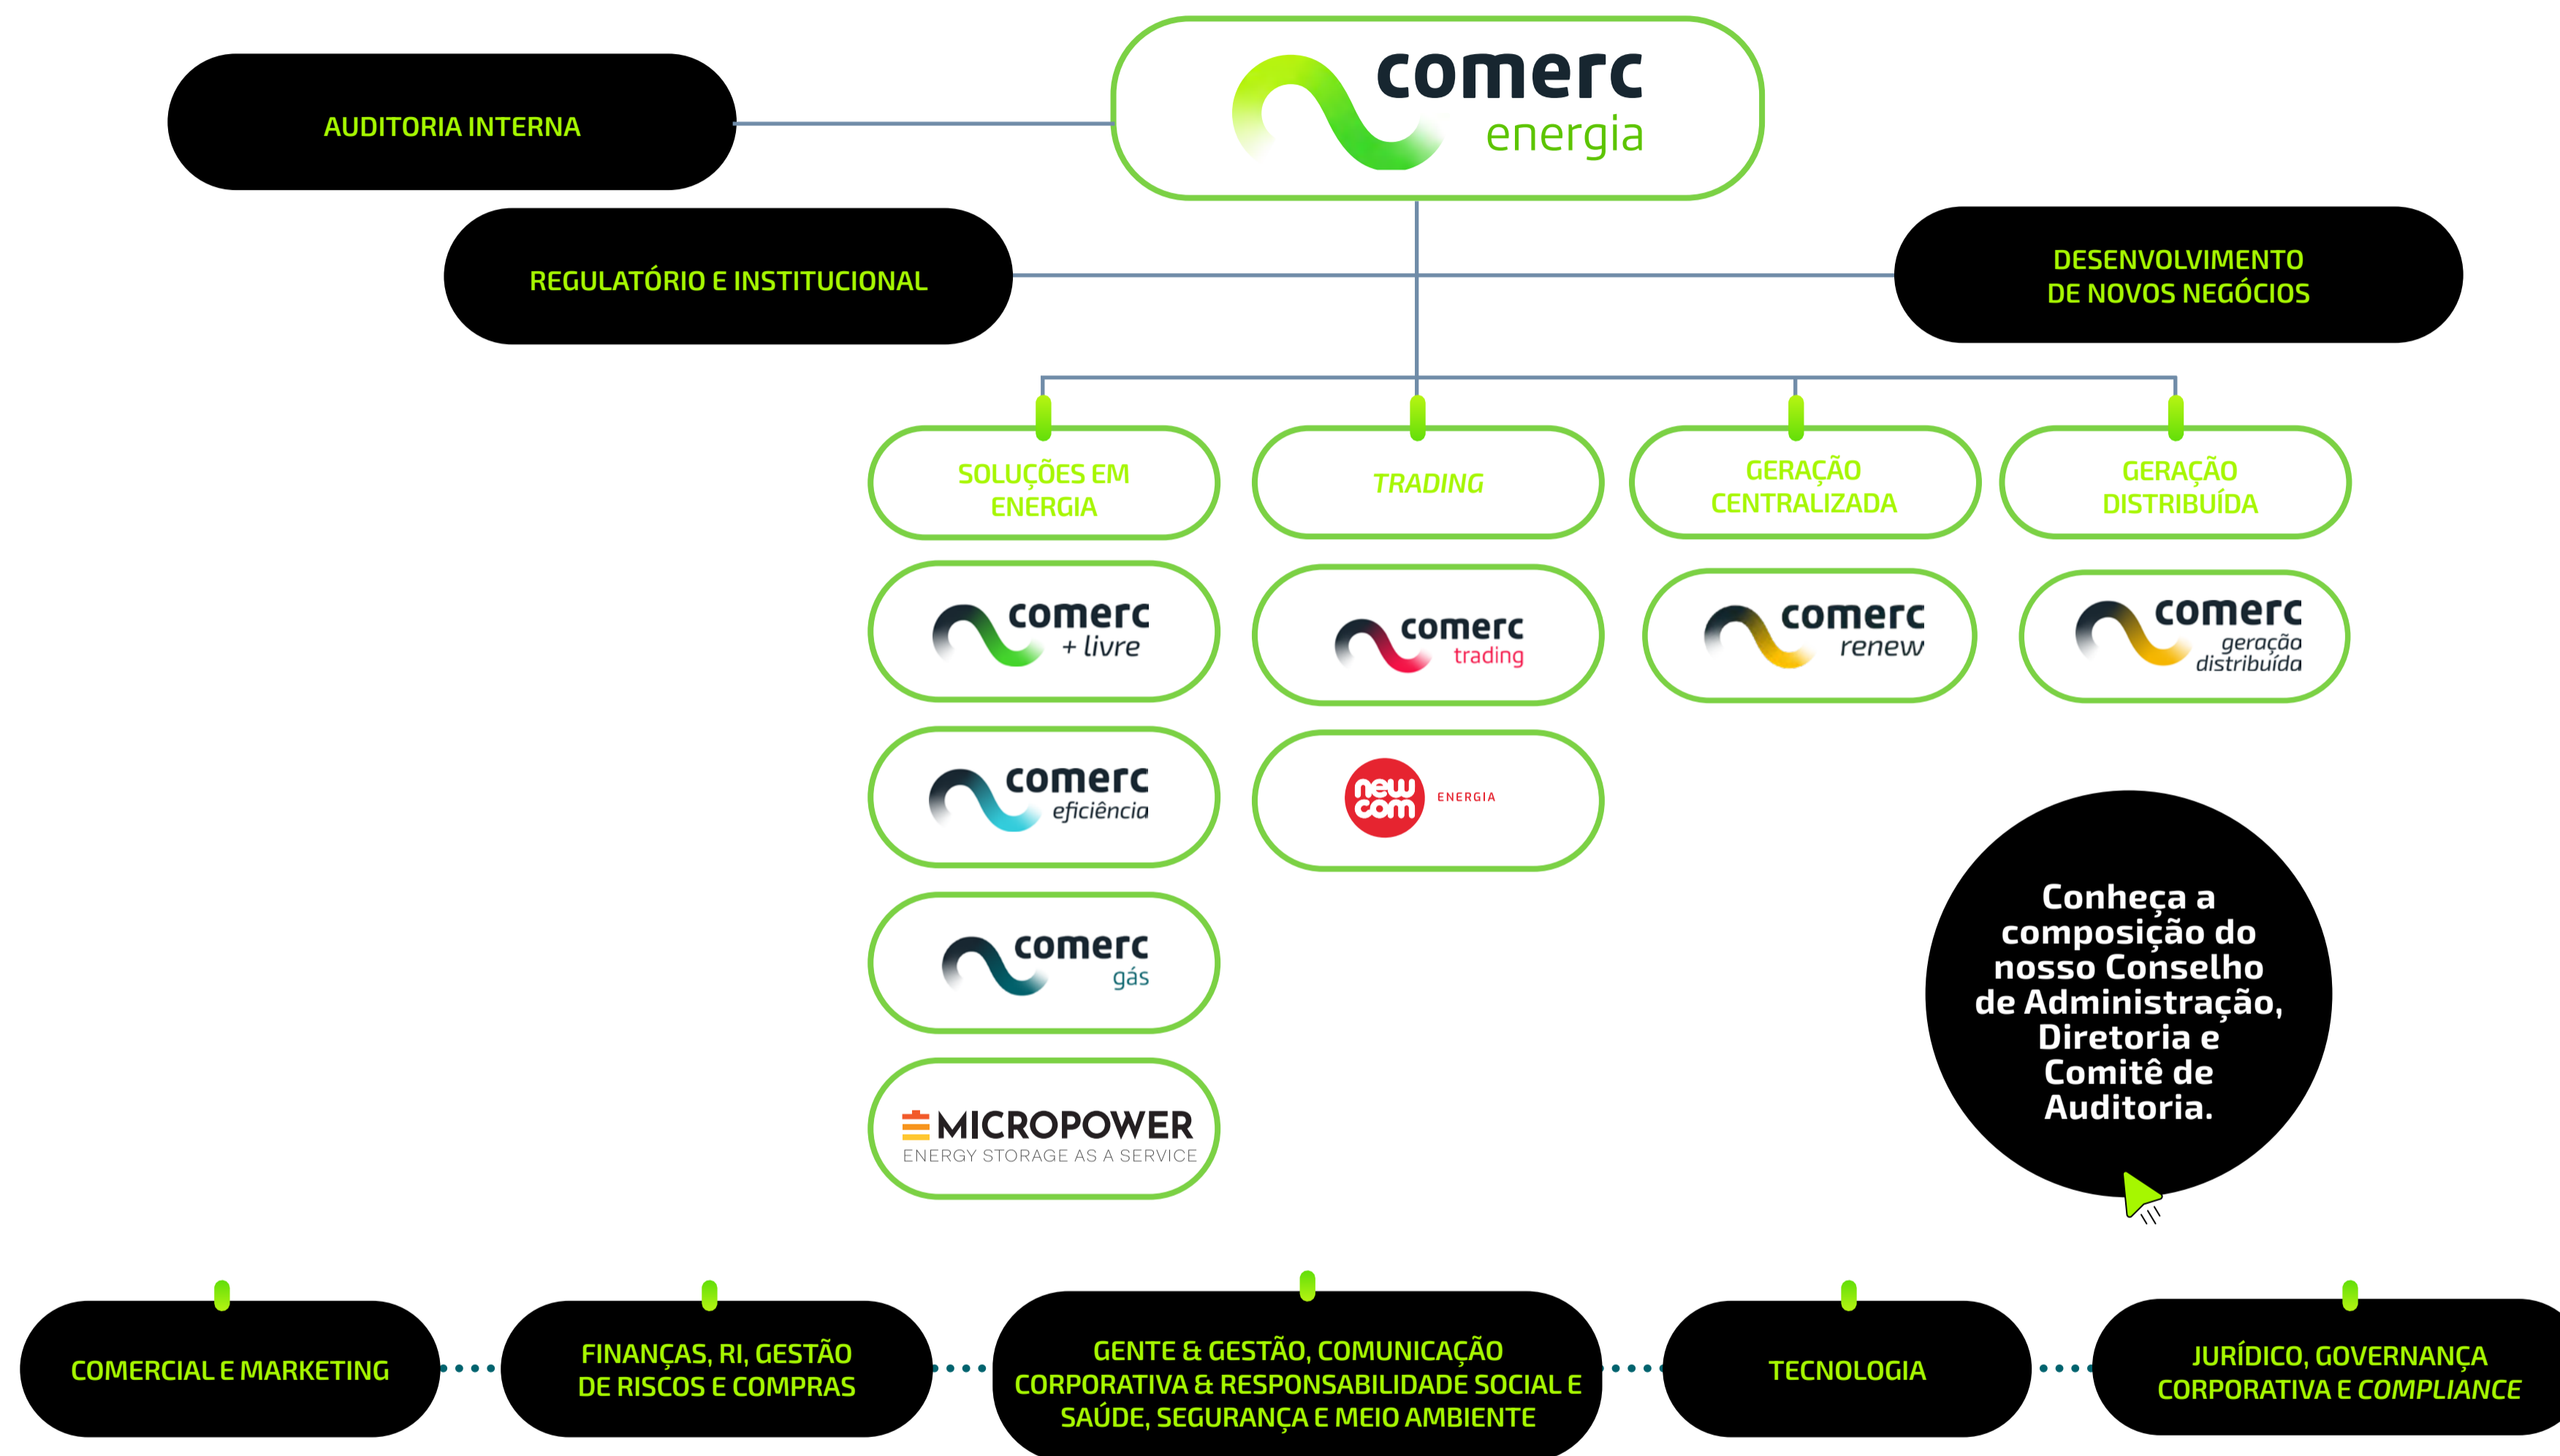 comerc
energia
AUDITORIA INTERNA
REGULATÓRIO E INSTITUCIONAL
DESENVOLVIMENTO
DE NOVOS NEGÓCIOS
SOLUÇÕES EM
ENERGIA
TRADING
GERAÇÃO
CENTRALIZADA
GERAÇÃO
DISTRIBUÍDA
comerc
+ livre
comerc
trading
comerc
renew
comerc
geração
distribuída
comerc
eficiência
new
com
ENERGIA
comerc
gás
MICROPOWER
ENERGY STORAGE AS A SERVICE
Conheça a
composição do
nosso Conselho
de Administração,
Diretoria e
Comitê de
Auditoria.
COMERCIAL E MARKETING
FINANÇAS, RI, GESTÃO
DE RISCOS E COMPRAS
GENTE & GESTÃO, COMUNICAÇÃO
CORPORATIVA & RESPONSABILIDADE SOCIAL E
SAÚDE, SEGURANÇA E MEIO AMBIENTE
TECNOLOGIA
JURÍDICO, GOVERNANÇA
CORPORATIVA E COMPLIANCE